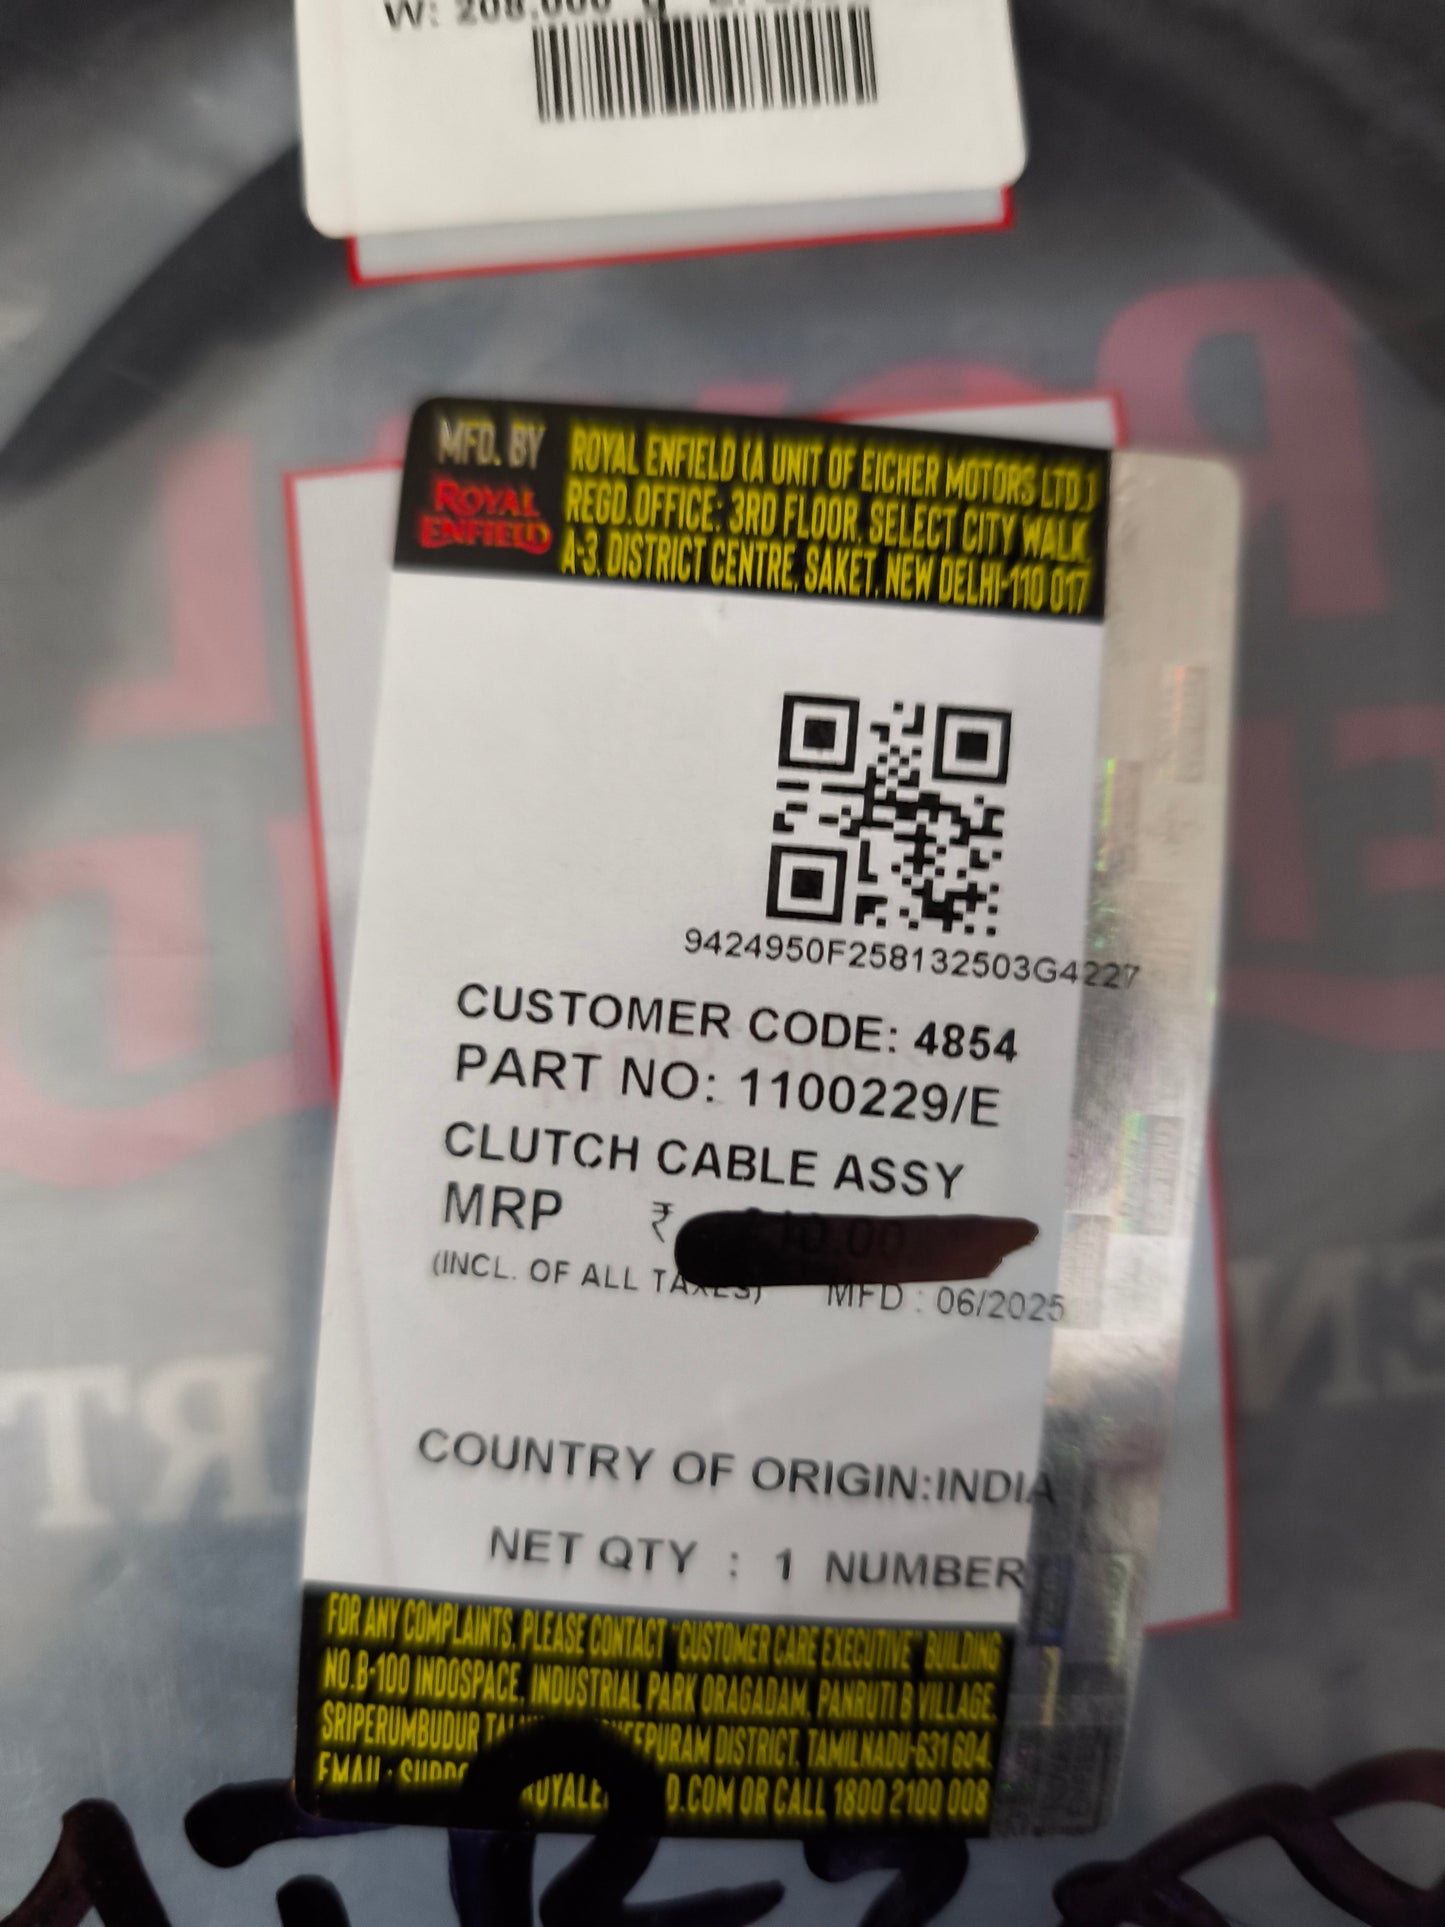 W: 208.000 g
MFD. BY
ROYAL
ENFIELD
ROYAL ENFIELD (A UNIT OF EICHER MOTORS LTD.)
REGD.OFFICE: 3RD FLOOR, SELECT CITY WALK,
A-3, DISTRICT CENTRE, SAKET, NEW DELHI-110 017
9424950F258132503G4227
CUSTOMER CODE: 4854
PART NO: 1100229/E
CLUTCH CABLE ASSY
MRP ₹
(INCL. OF ALL TAXES) MFD : 06/2025
COUNTRY OF ORIGIN:INDIA
NET QTY : 1 NUMBER
FOR ANY COMPLAINTS, PLEASE CONTACT "CUSTOMER CARE EXECUTIVE" BUILDING
NO.B-100 INDOSPACE, INDUSTRIAL PARK ORAGADAM, PANRUTI B VILLAGE,
SRIPERUMBUDUR DISTRICT, TAMILNADU-631 604.
EMAIL: OR CALL 1800 2100 008